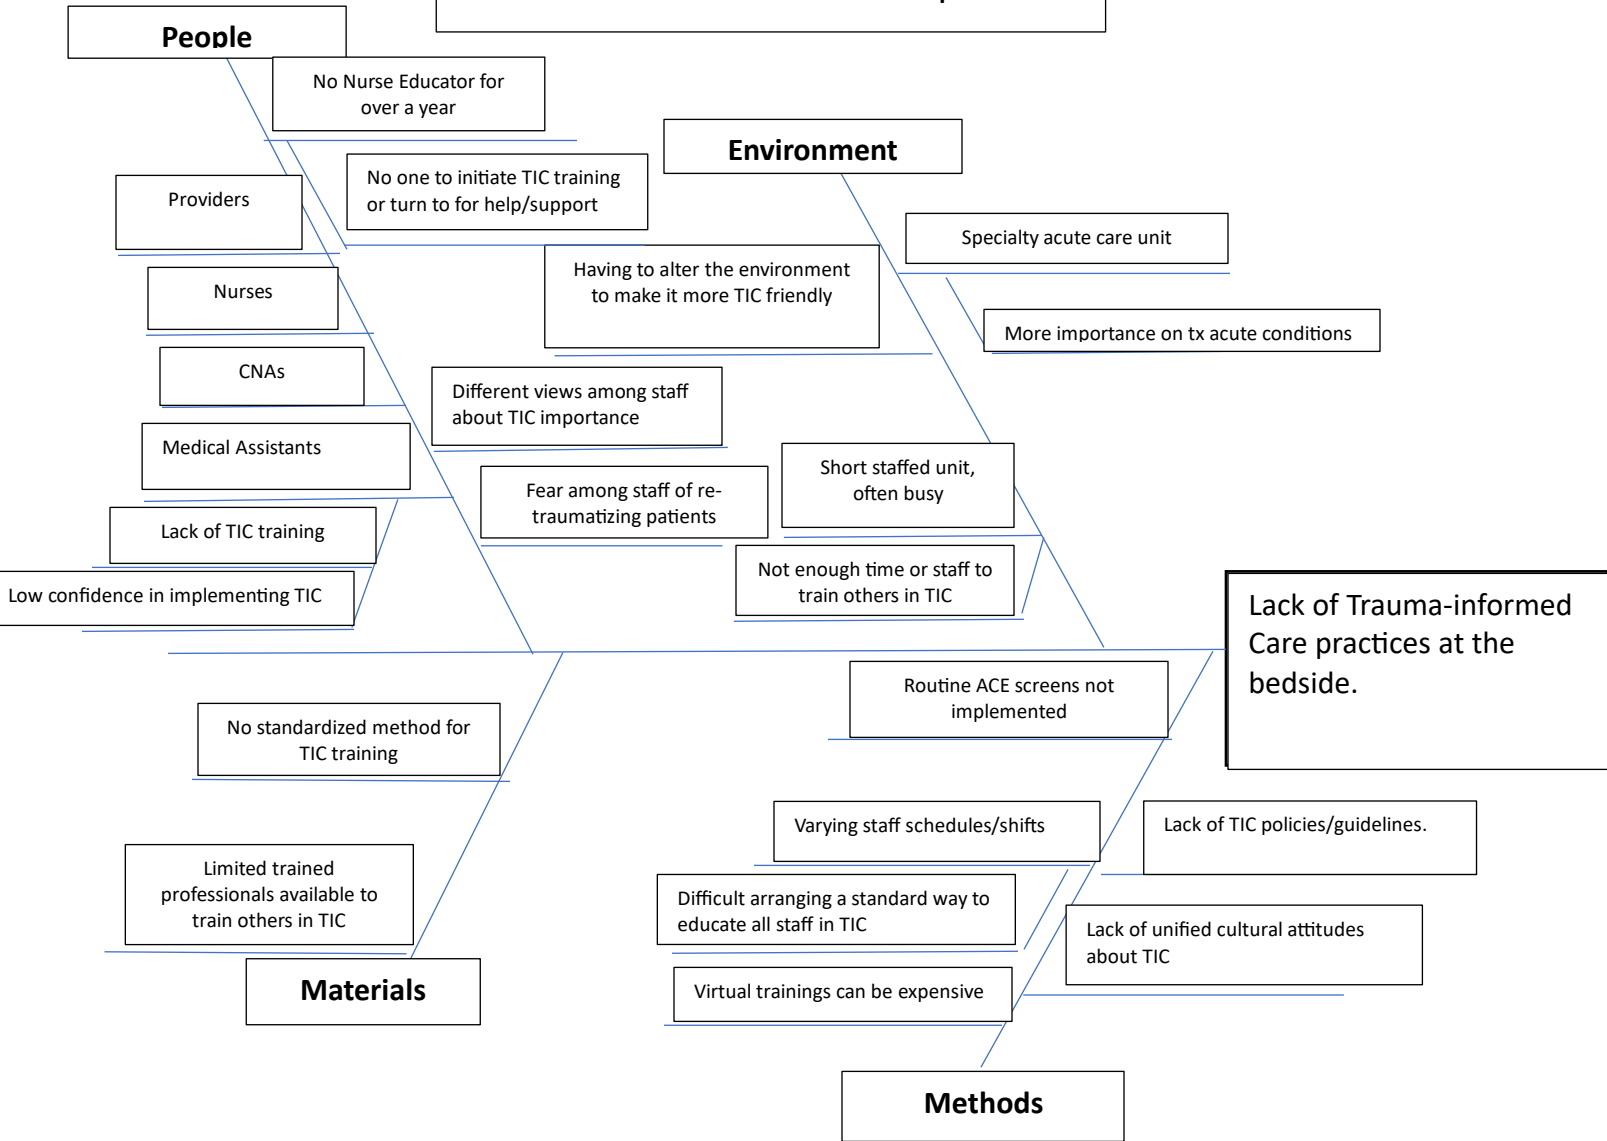 People
No Nurse Educator for
over a year
Environment
No one to initiate TIC training
or turn to for help/support
Providers
Specialty acute care unit
Having to alter the environment
to make it more TIC friendly
Nurses
More importance on tx acute conditions
CNAs
Different views among staff
about TIC importance
Medical Assistants
Short staffed unit,
often busy
Fear among staff of re-
traumatizing patients
Lack of TIC training
Not enough time or staff to
train others in TIC
Low confidence in implementing TIC
Lack of Trauma-informed
Care practices at the
bedside.
Routine ACE screens not
implemented
No standardized method for
TIC training
Varying staff schedules/shifts
Lack of TIC policies/guidelines.
Limited trained
professionals available to
train others in TIC
Difficult arranging a standard way to
educate all staff in TIC
Lack of unified cultural attitudes
about TIC
Materials
Virtual trainings can be expensive
Methods